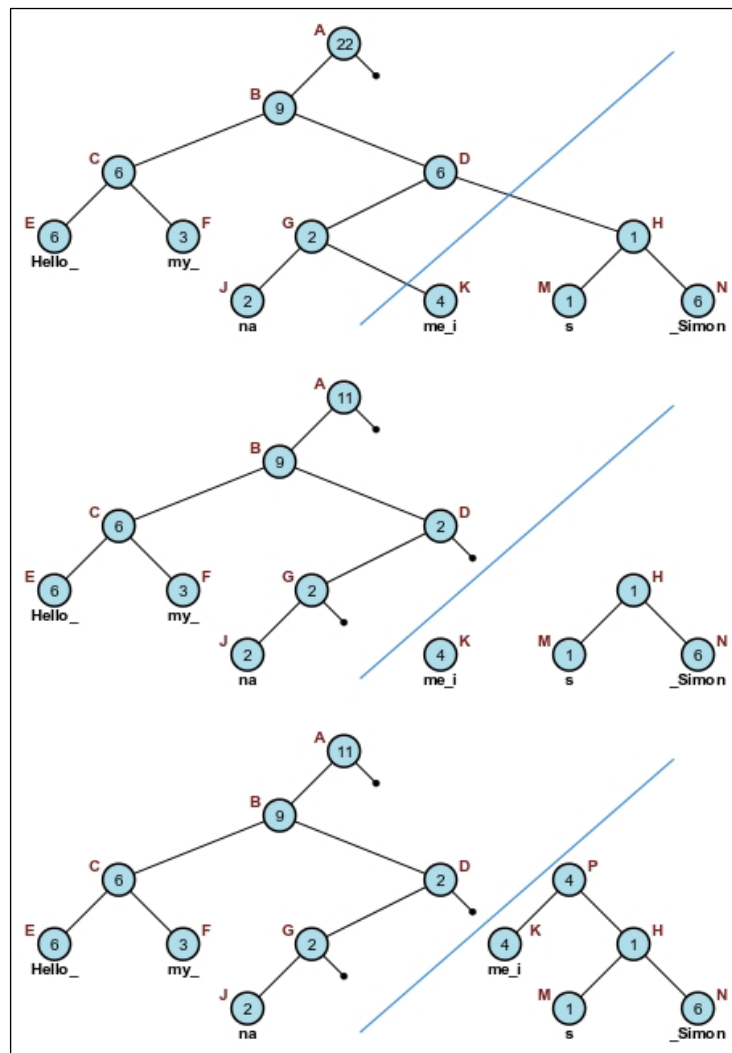 A
22
B
9
C
6
D
6
E
6
F
3
G
2
H
1
Hello_
my_
J
2
K
4
M
1
N
6
na
me_i
s
_Simon
A
11
B
9
C
6
D
2
E
6
F
3
G
2
H
1
Hello_
my_
J
2
K
4
M
1
N
6
na
me_i
s
_Simon
A
11
B
9
C
6
D
2
P
4
E
6
F
3
G
2
K
4
H
1
Hello_
my_
me_i
J
2
M
1
N
6
na
s
_Simon